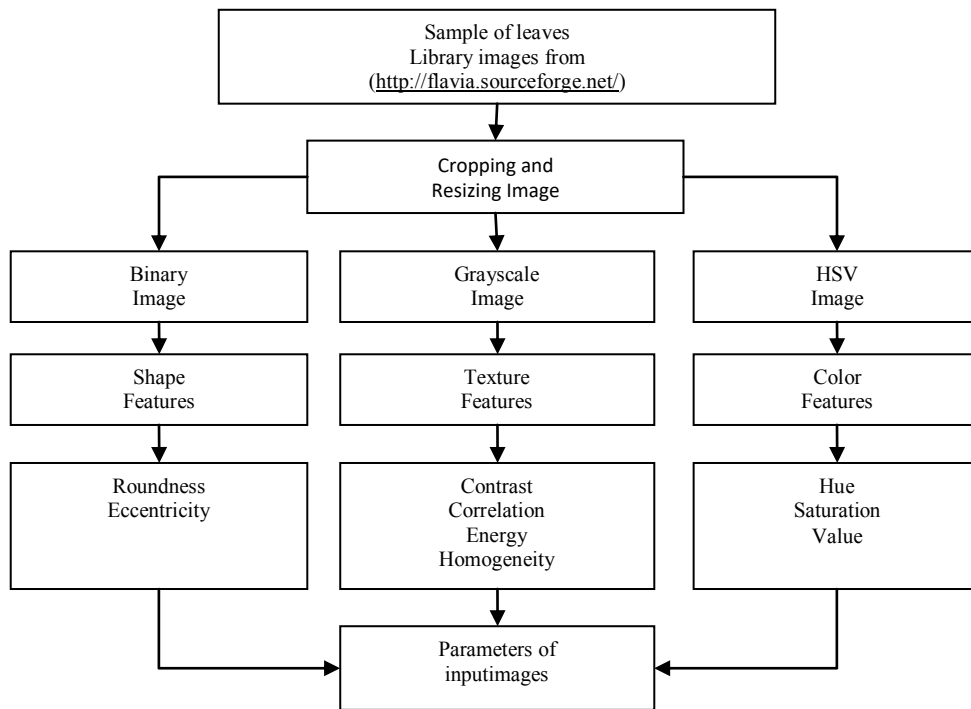 Sample of leaves
Library images from
(http://flavia.sourceforge.net/)
Cropping and
Resizing Image
Binary
Image
Grayscale
Image
HSV
Image
Shape
Features
Texture
Features
Color
Features
Roundness
Eccentricity
Contrast
Correlation
Energy
Homogeneity
Hue
Saturation
Value
Parameters of
inputimages